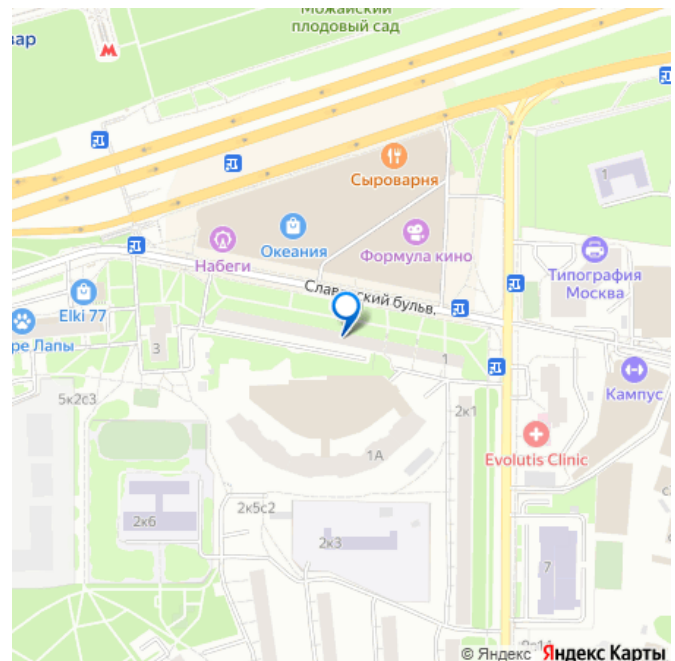 Можайский
плодовый сад
вар
М
Сыроварня
1
Океания
Формула кино
Набеги
Типография
Москва
Славянский бульв.
Elki 77
ре Лапы
3
1
Кампус
5к2с3
2к1
1А
Evolutis Clinic
2к5с2
2к6
2к3
7
© Яндекс Яндекс Карты